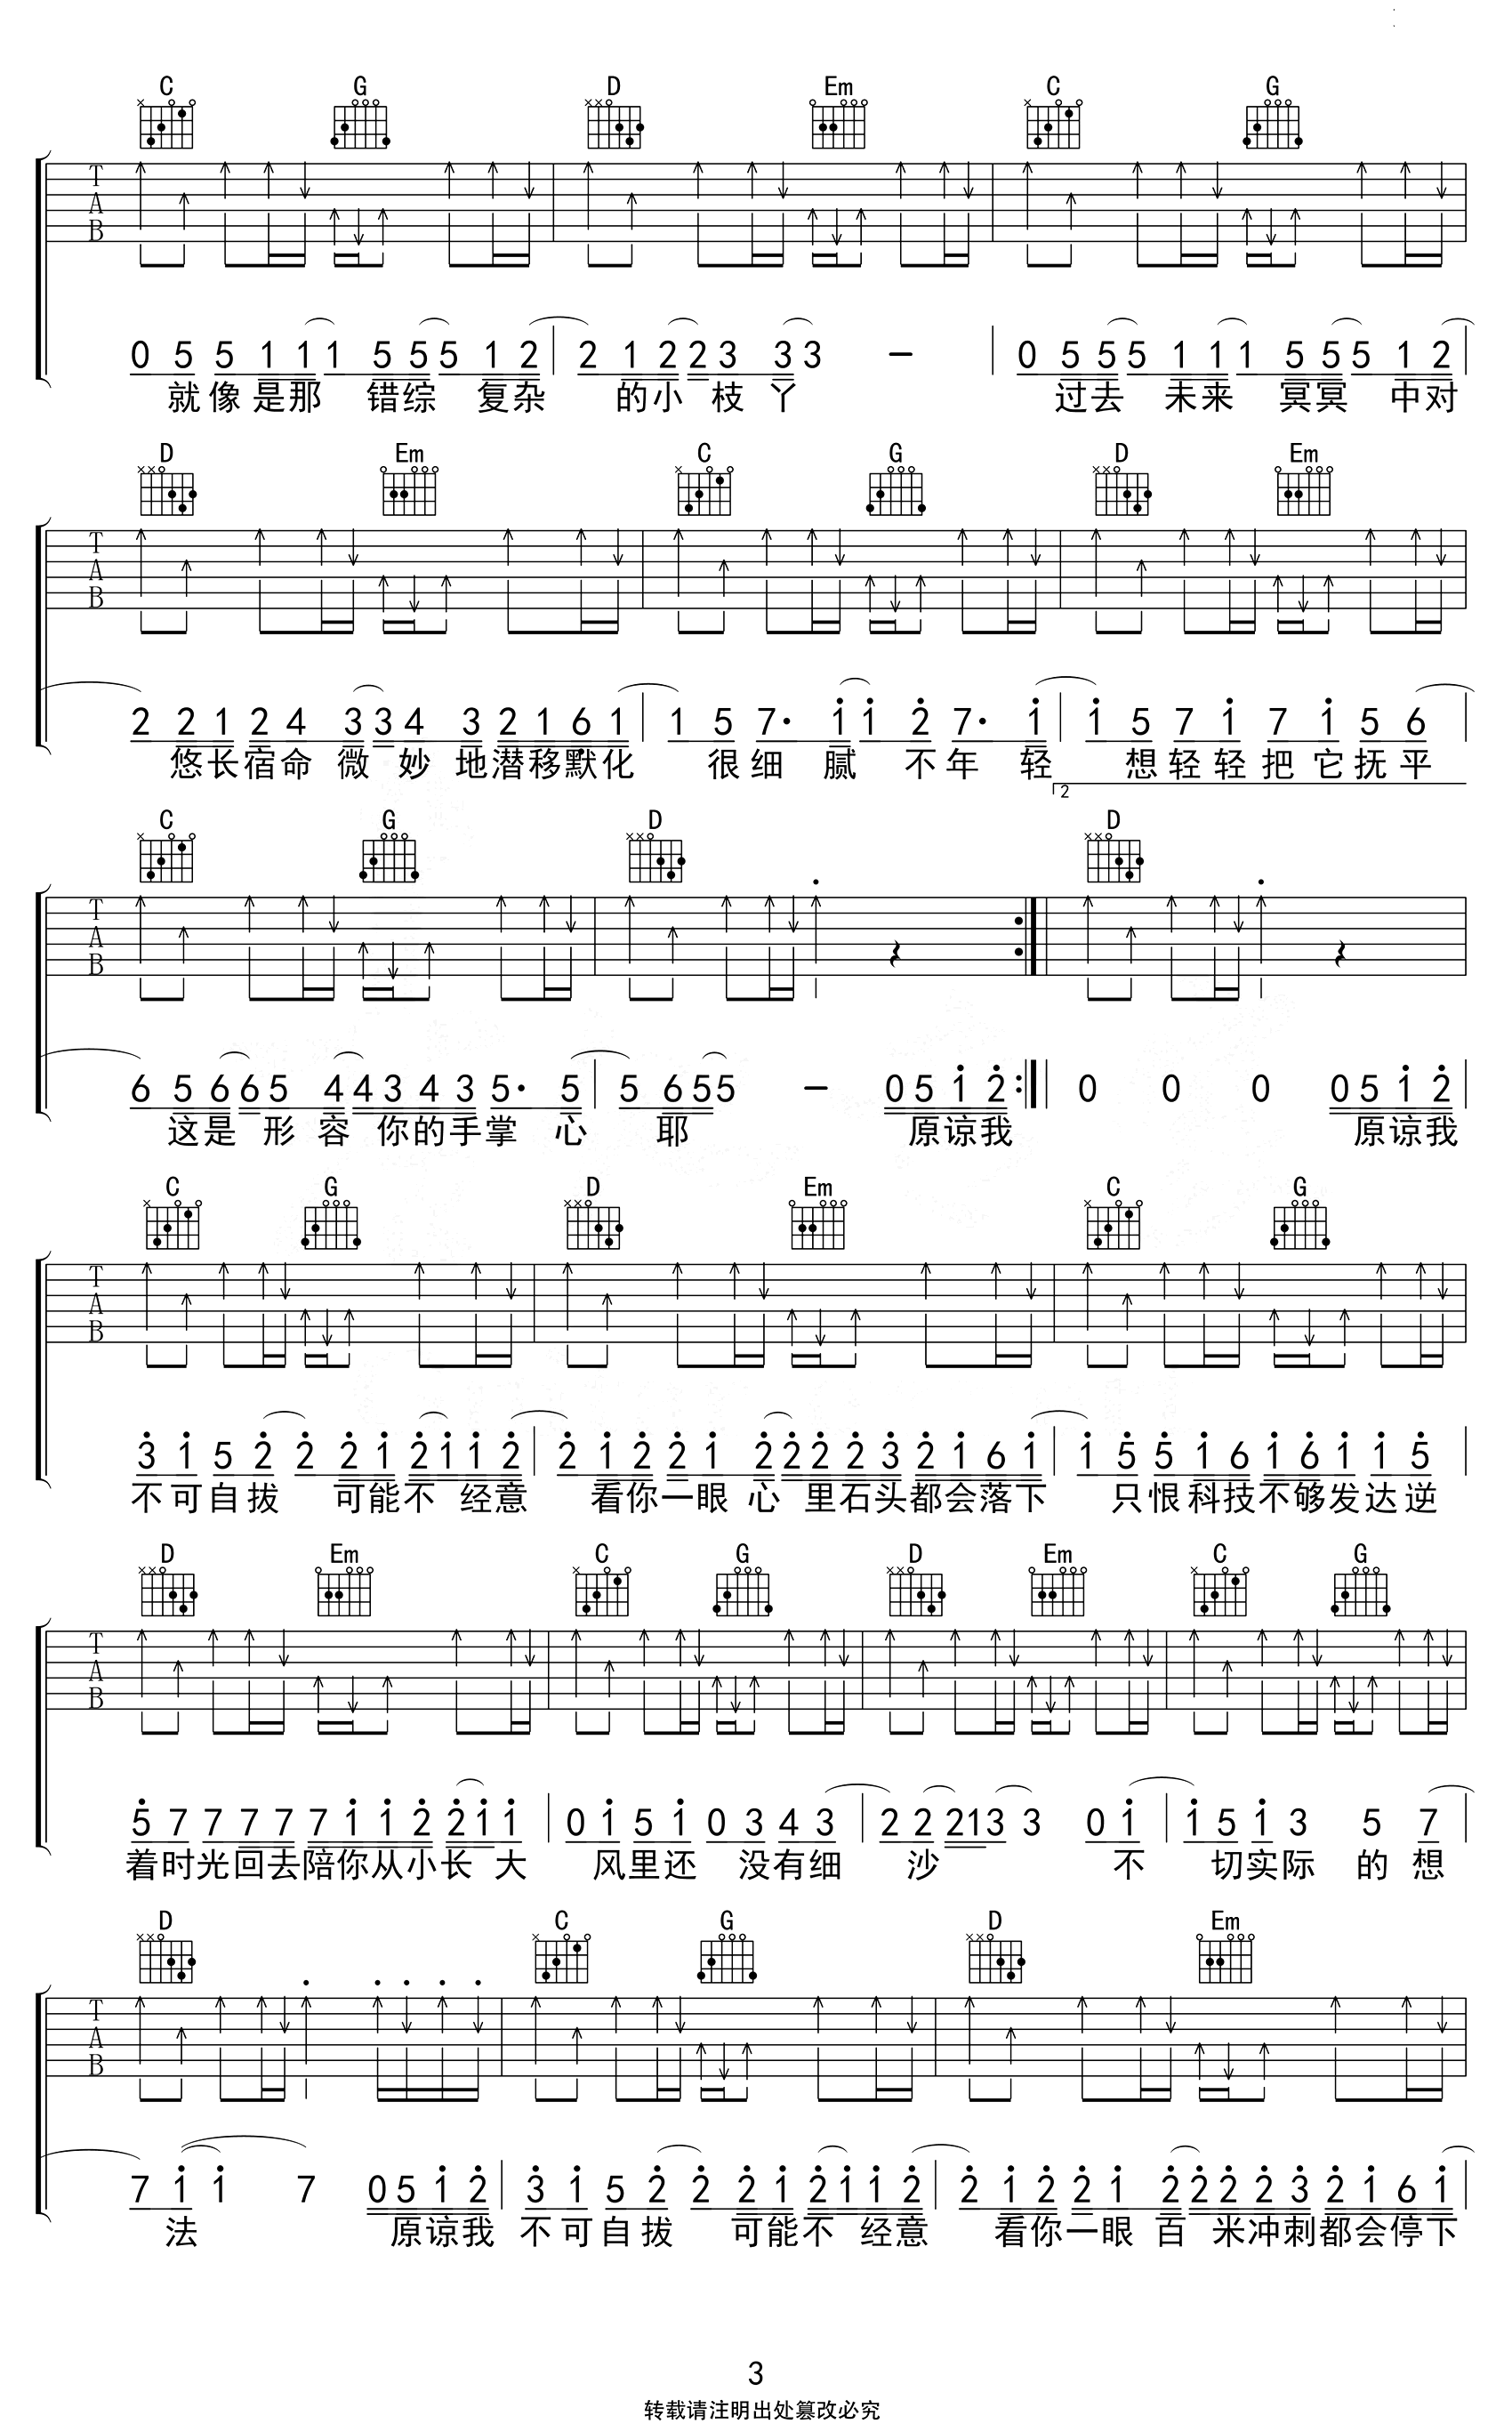 C G D Em C G
T
A
B
0 5 5 1 1 1 5 5 5 1 2 2 1 2 2 3 3 3 － 0 5 5 5 1 1 1 5 5 5 1 2
就像是那 错综 复杂 的小 枝 丫 过去 未来 冥冥 中对
D Em C G D Em
T
A
B
2 2 1 2 4 3 3 4 3 2 1 6 1 1 5 7· 1 1 2 7· 1 1 5 7 1 7 1 5 6
悠长宿命 微 妙 地潜移默化 很细 腻 不年 轻 想轻轻把它抚平
2
C G D D
T
A
B
6 5 6 6 5 4 4 3 4 3 5· 5 5 6 5 5 － 0 5 1 2 0 0 0 0 5 1 2
这是 形 容 你的手掌 心 耶 原谅我 原谅我
C G D Em C G
T
A
B
3 1 5 2 2 2 1 2 1 1 2 2 1 2 2 1 2 2 2 2 3 2 1 6 1 1 5 5 1 6 1 6 1 1 5
不可自拔 可能不 经意 看你一眼 心 里石头都会落下 只恨科技不够发达逆
D Em C G D Em C G
T
A
B
5 7 7 7 7 7 1 1 2 2 1 1 0 1 5 1 0 3 4 3 2 2 2 1 3 3 0 1 1 5 1 3 5 7
着时光回去陪你从小长 大 风里还 没有细 沙 不 切实际 的 想
D C G D Em
T
A
B
7 1 1 7 0 5 1 2 3 1 5 2 2 2 1 2 1 1 2 2 1 2 2 1 2 2 2 2 3 2 1 6 1
法 原谅我 不可自拔 可能不 经意 看你一眼 百 米冲刺都会停下
3
转载请注明出处篡改必究